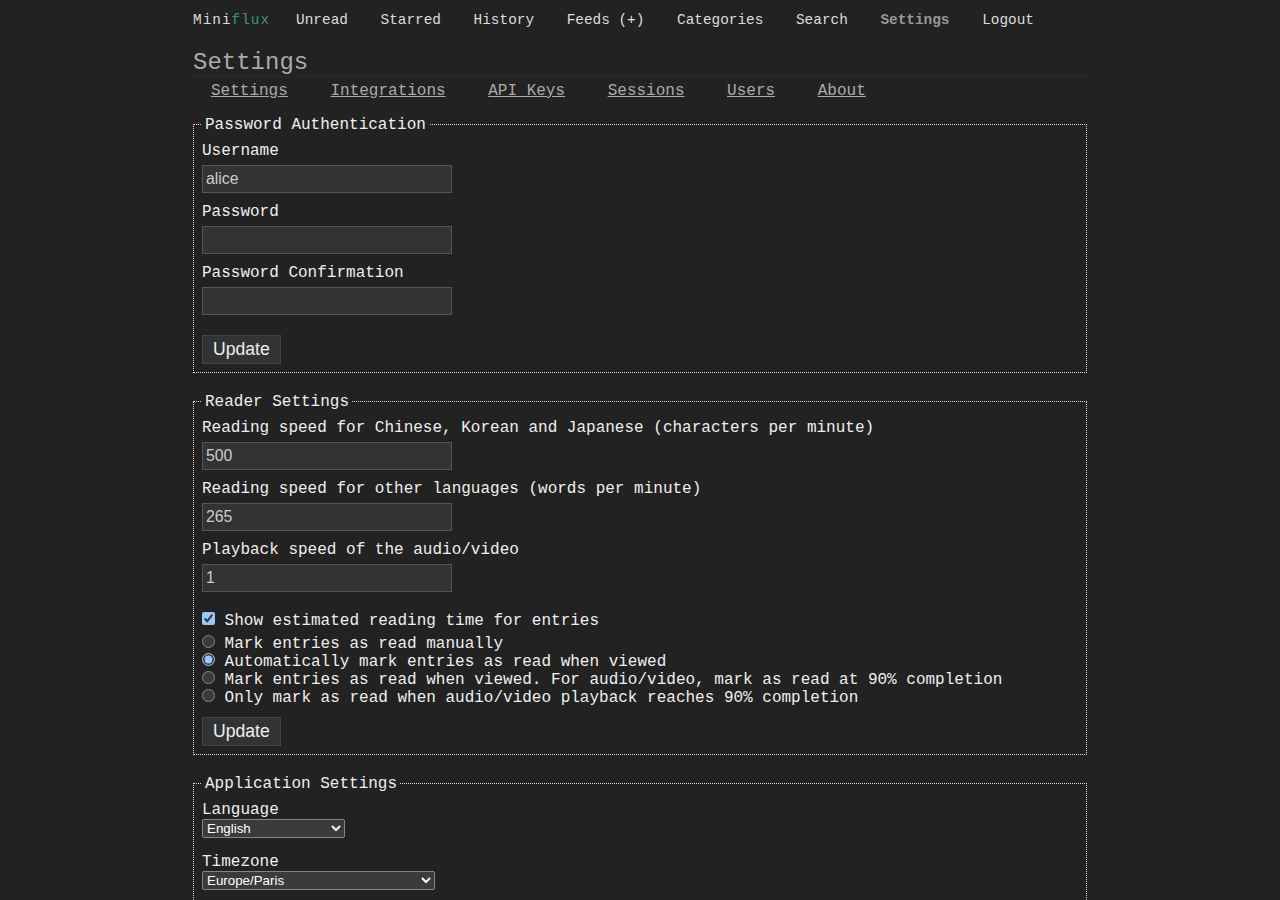 Miniflux Unread Starred History Feeds (+) Categories Search Settings Logout
Settings
Settings Integrations API Keys Sessions Users About
Password Authentication
Username
alice
Password
Password Confirmation
Update
Reader Settings
Reading speed for Chinese, Korean and Japanese (characters per minute)
500
Reading speed for other languages (words per minute)
265
Playback speed of the audio/video
1
Show estimated reading time for entries
Mark entries as read manually
Automatically mark entries as read when viewed
Mark entries as read when viewed. For audio/video, mark as read at 90% completion
Only mark as read when audio/video playback reaches 90% completion
Update
Application Settings
Language
English
Timezone
Europe/Paris